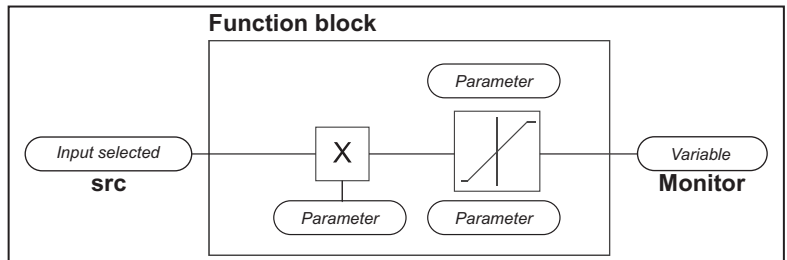 Function block
Parameter
Input selected
X
Variable
src
Monitor
Parameter
Parameter